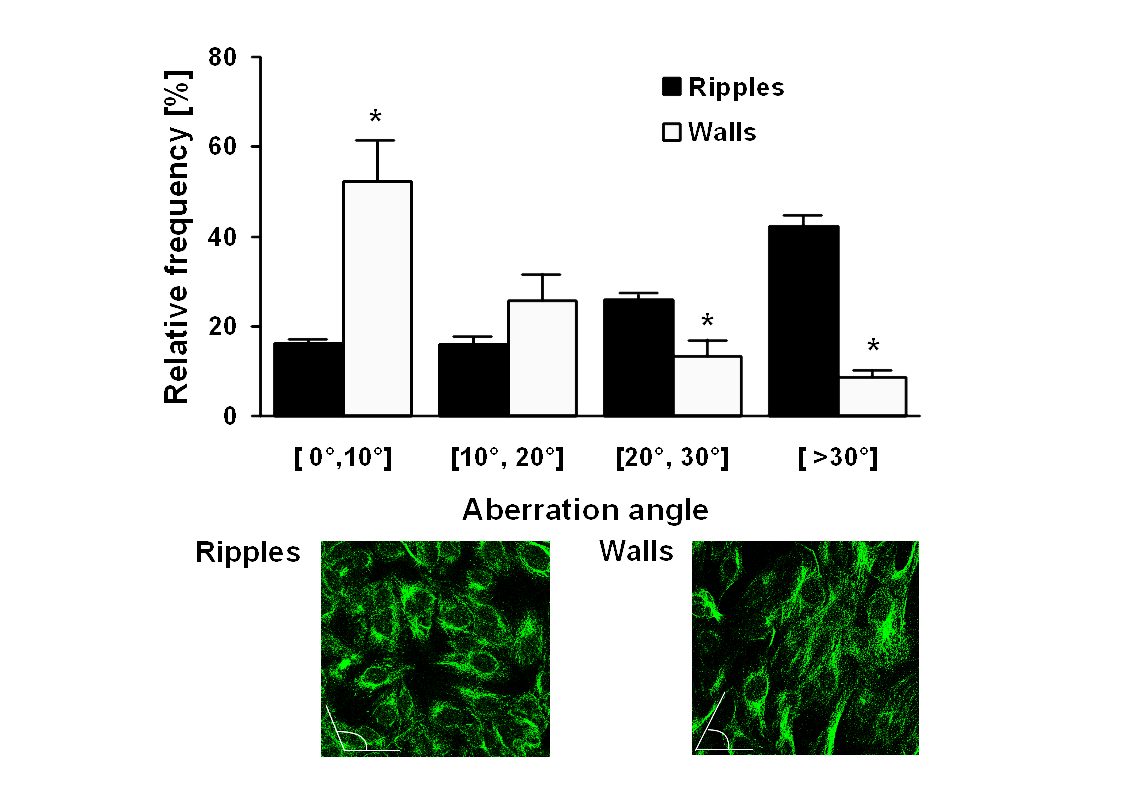 80
60
40
20
0
Relative frequency [%]
Ripples
Walls
*
*
*
[ 0°,10°]
[10°, 20°]
[20°, 30°]
[ >30°]
Aberration angle
Ripples
Walls